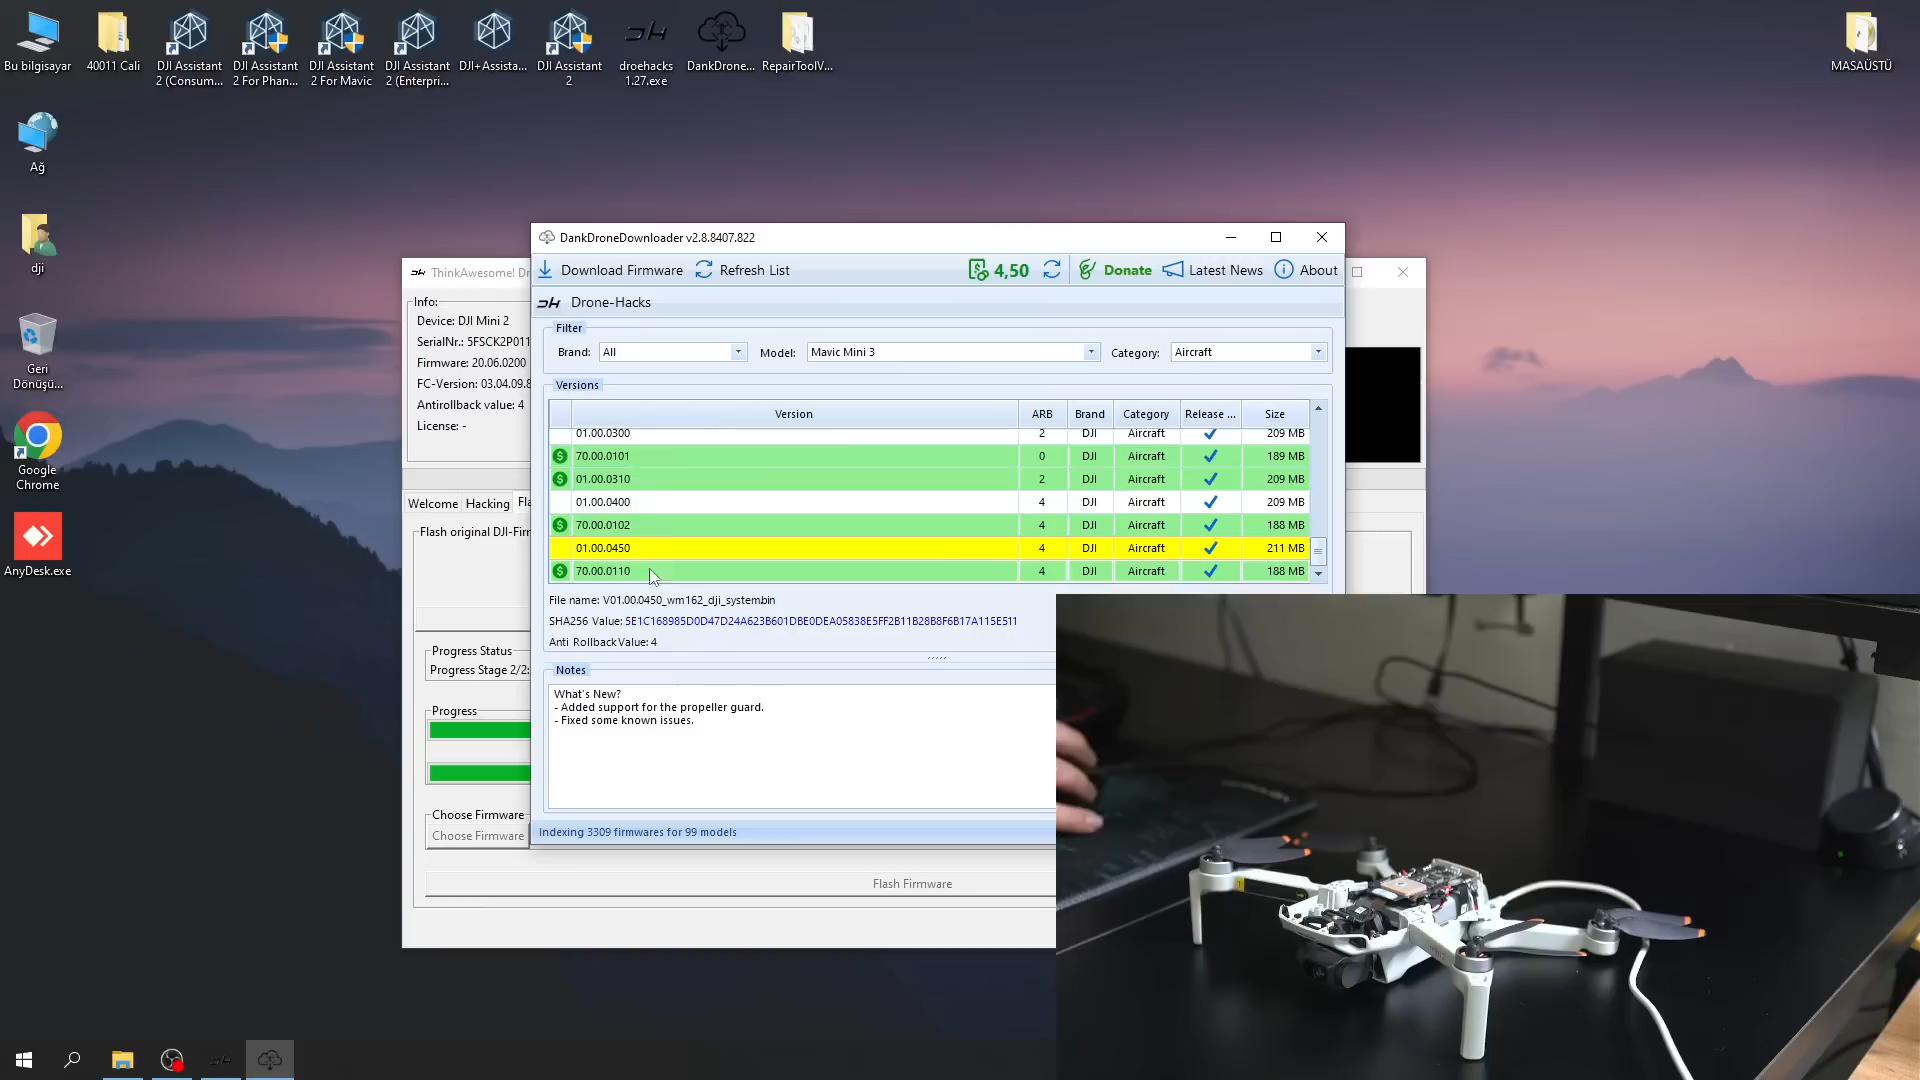 Bu bilgisayar
40011 Cali
DJI Assistant
2 (Consum...
DJI Assistant
2 For Phan...
DJI Assistant
2 For Mavic
DJI Assistant
2 (Enterpri...
DJI+Assista...
DJI Assistant
2
droehacks
1.27.exe
DankDrone...
RepairToolV...
MASAÜSTÜ
Ağ
dji
Geri
Dönüşü...
Google
Chrome
AnyDesk.exe
ThinkAwesome! Dr
Info:
Device: DJI Mini 2
SerialNr.: 5FSCK2P011
Firmware: 20.06.0200
FC-Version: 03.04.09.8
Antirollback value: 4
License: -
Welcome Hacking Fla
Flash original DJI-Firm
Progress Status
Progress Stage 2/2:
Progress
Choose Firmware
Choose Firmware
Flash Firmware
DankDroneDownloader v2.8.8407.822
Download Firmware Refresh List 4,50 Donate Latest News About
Drone-Hacks
Filter
Brand: All Model: Mavic Mini 3 Category: Aircraft
Versions
Version ARB Brand Category Release ... Size
01.00.0300 2 DJI Aircraft 209 MB
$ 70.00.0101 0 DJI Aircraft 189 MB
$ 01.00.0310 2 DJI Aircraft 209 MB
01.00.0400 4 DJI Aircraft 209 MB
$ 70.00.0102 4 DJI Aircraft 188 MB
01.00.0450 4 DJI Aircraft 211 MB
$ 70.00.0110 4 DJI Aircraft 188 MB
File name: V01.00.0450_wm162_dji_system.bin
SHA256 Value: 5E1C168985D0D47D24A623B601DBE0DEA05838E5FF2B11B28B8F6B17A115E511
Anti RollbackValue: 4
Notes
What's New?
- Added support for the propeller guard.
- Fixed some known issues.
Indexing 3309 firmwares for 99 models